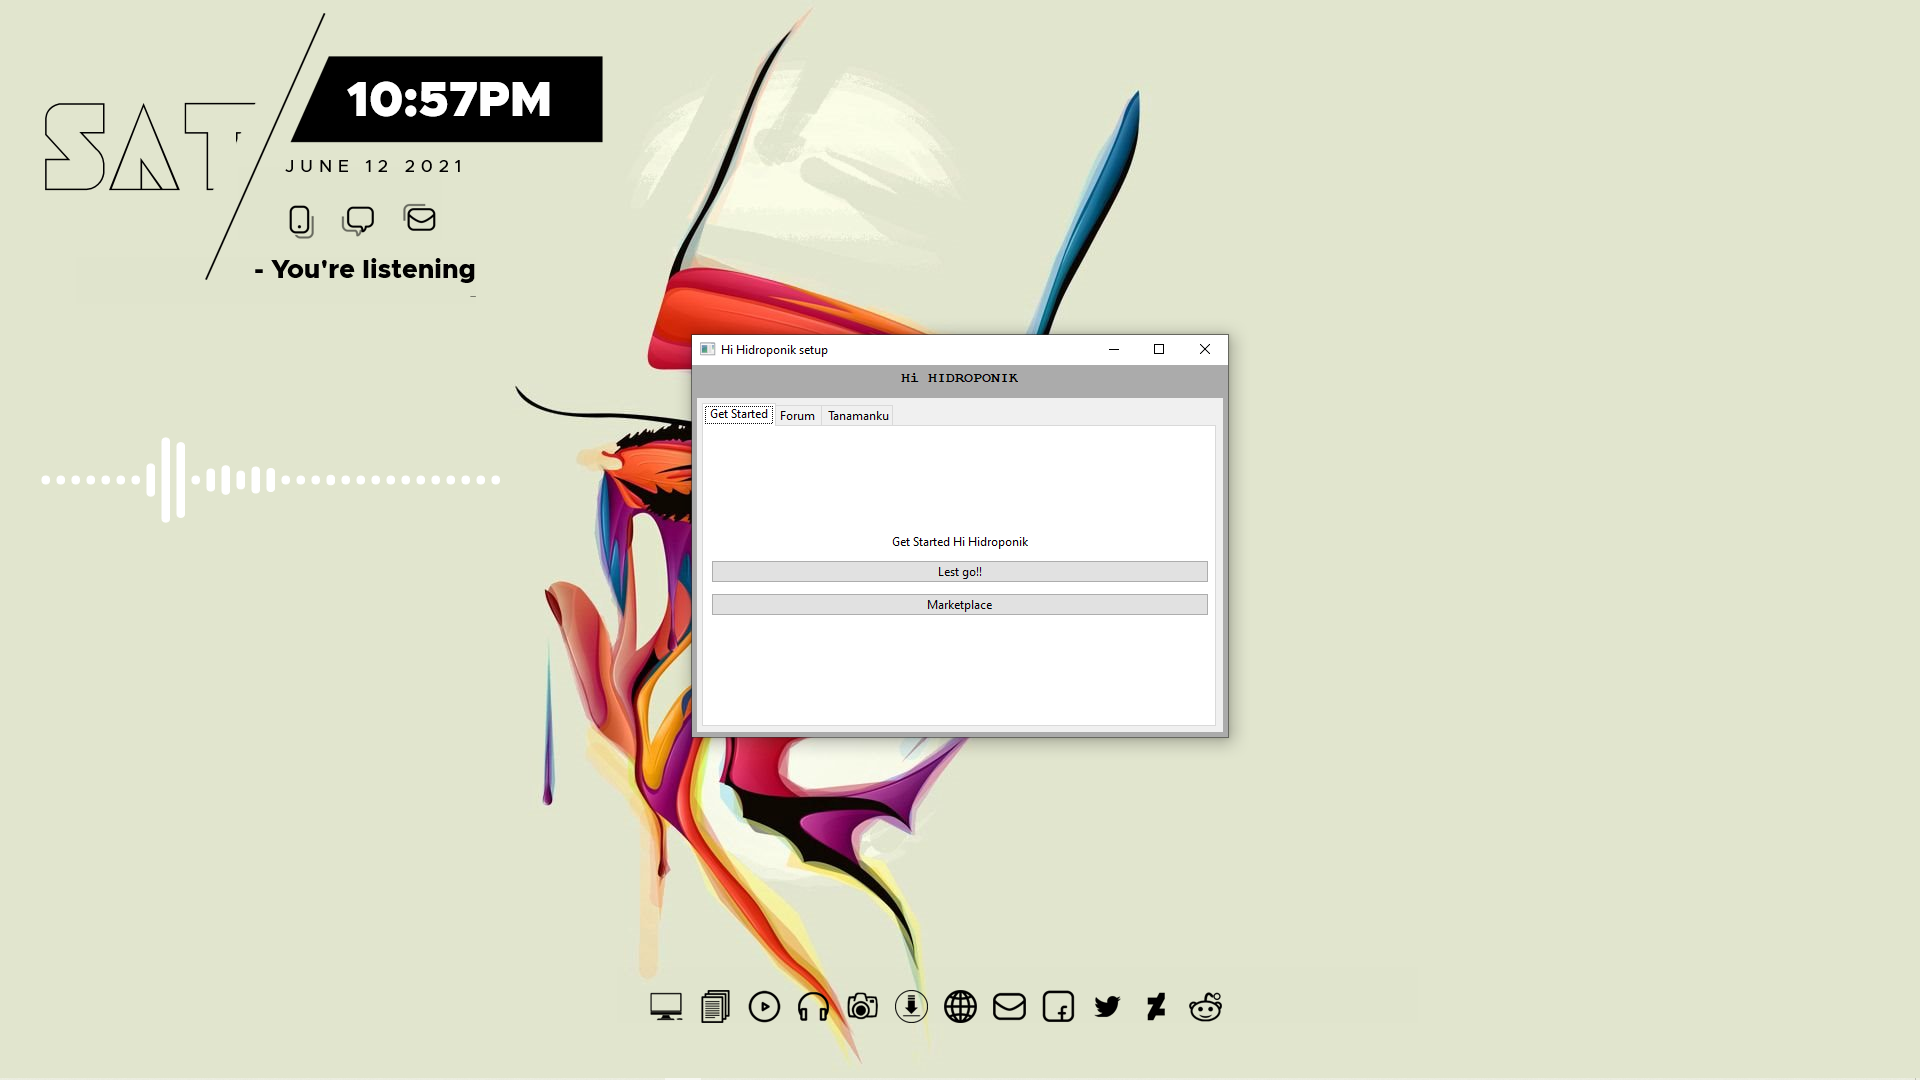 SAT
10:57PM
JUNE 12 2021
- You're listening
Hi Hidroponik setup
Hi HIDROPONIK
Get Started
Forum
Tanamanku
Get Started Hi Hidroponik
Lest go!!
Marketplace